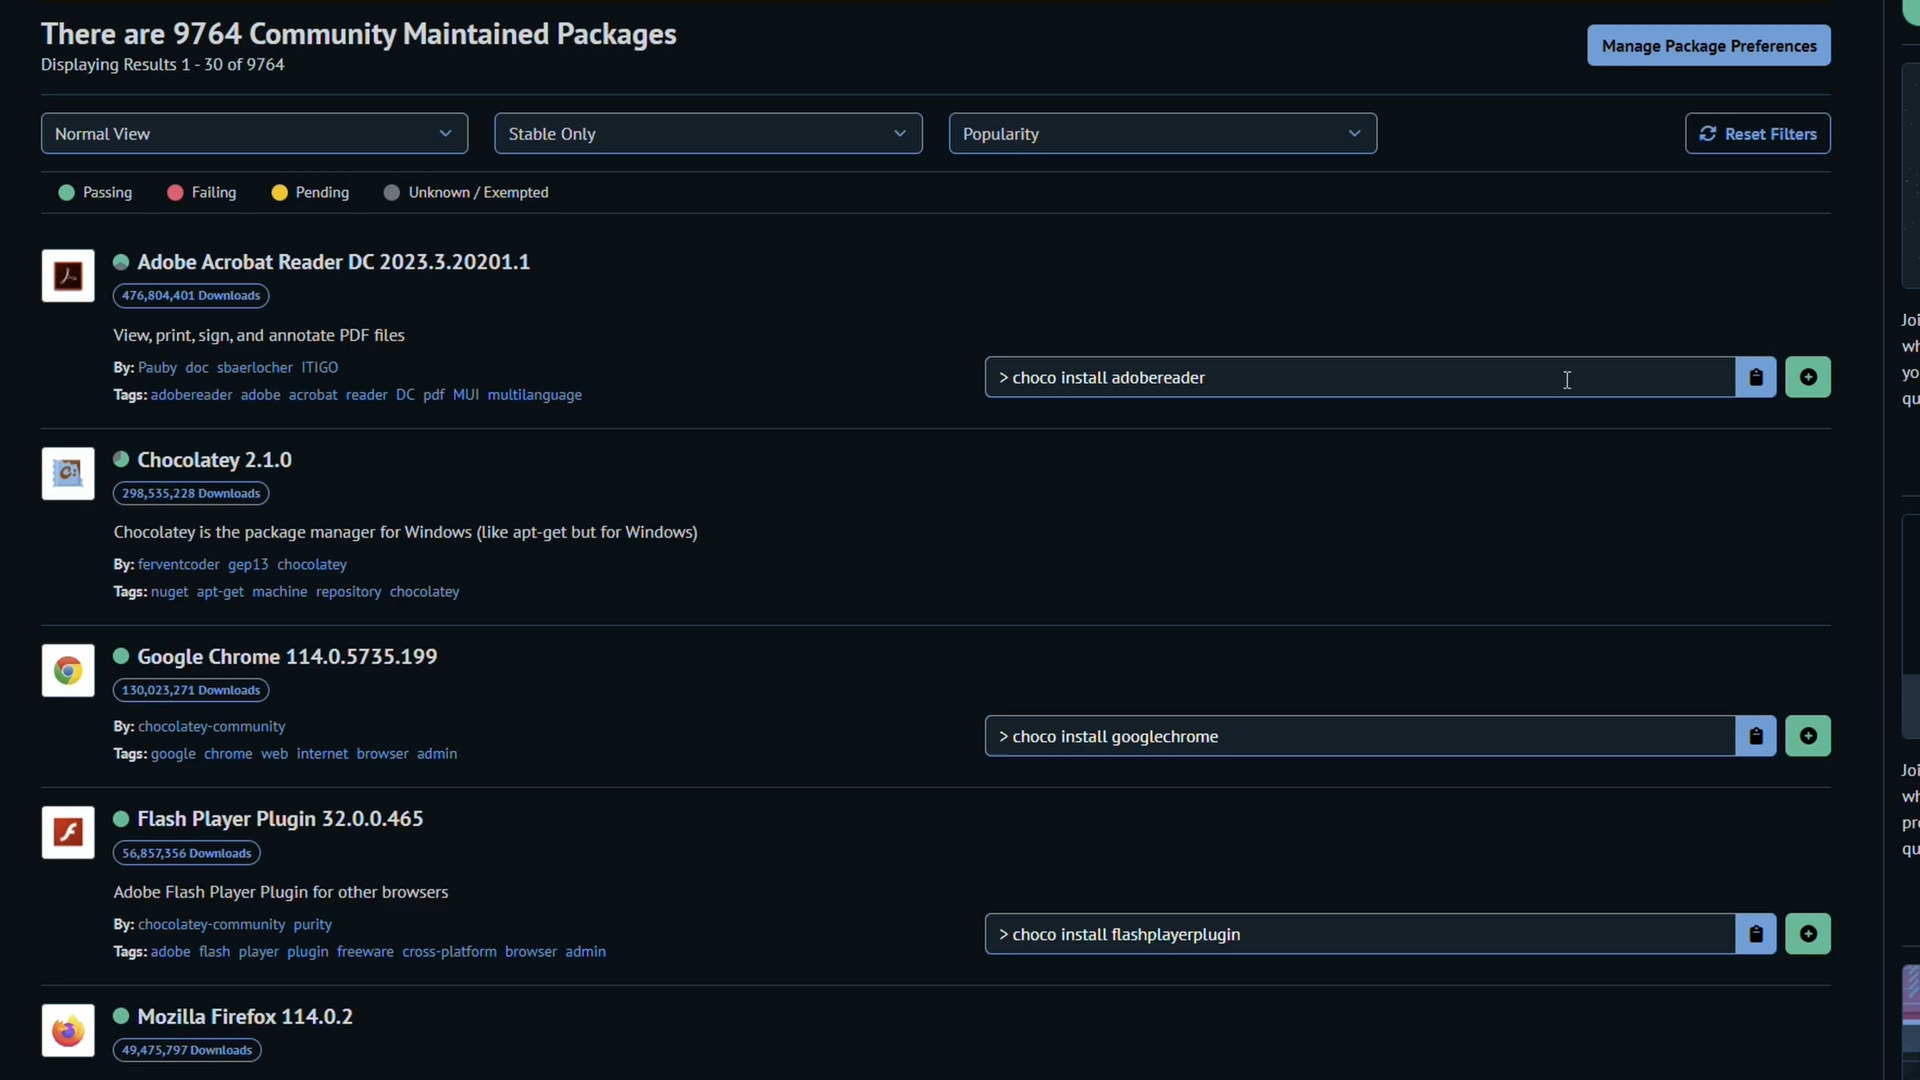 There are 9764 Community Maintained Packages
Displaying Results 1 - 30 of 9764
Manage Package Preferences
Normal View
Stable Only
Popularity
Reset Filters
Passing
Failing
Pending
Unknown / Exempted
Adobe Acrobat Reader DC 2023.3.20201.1
476,804,401 Downloads
View, print, sign, and annotate PDF files
By: Pauby doc sbaerlocher ITIGO
Tags: adobereader adobe acrobat reader DC pdf MUI multilanguage
> choco install adobereader
Chocolatey 2.1.0
298,535,228 Downloads
Chocolatey is the package manager for Windows (like apt-get but for Windows)
By: ferventcoder gep13 chocolatey
Tags: nuget apt-get machine repository chocolatey
Google Chrome 114.0.5735.199
130,023,271 Downloads
By: chocolatey-community
Tags: google chrome web internet browser admin
> choco install googlechrome
Flash Player Plugin 32.0.0.465
56,857,356 Downloads
Adobe Flash Player Plugin for other browsers
By: chocolatey-community purity
Tags: adobe flash player plugin freeware cross-platform browser admin
> choco install flashplayerplugin
Mozilla Firefox 114.0.2
49,475,797 Downloads